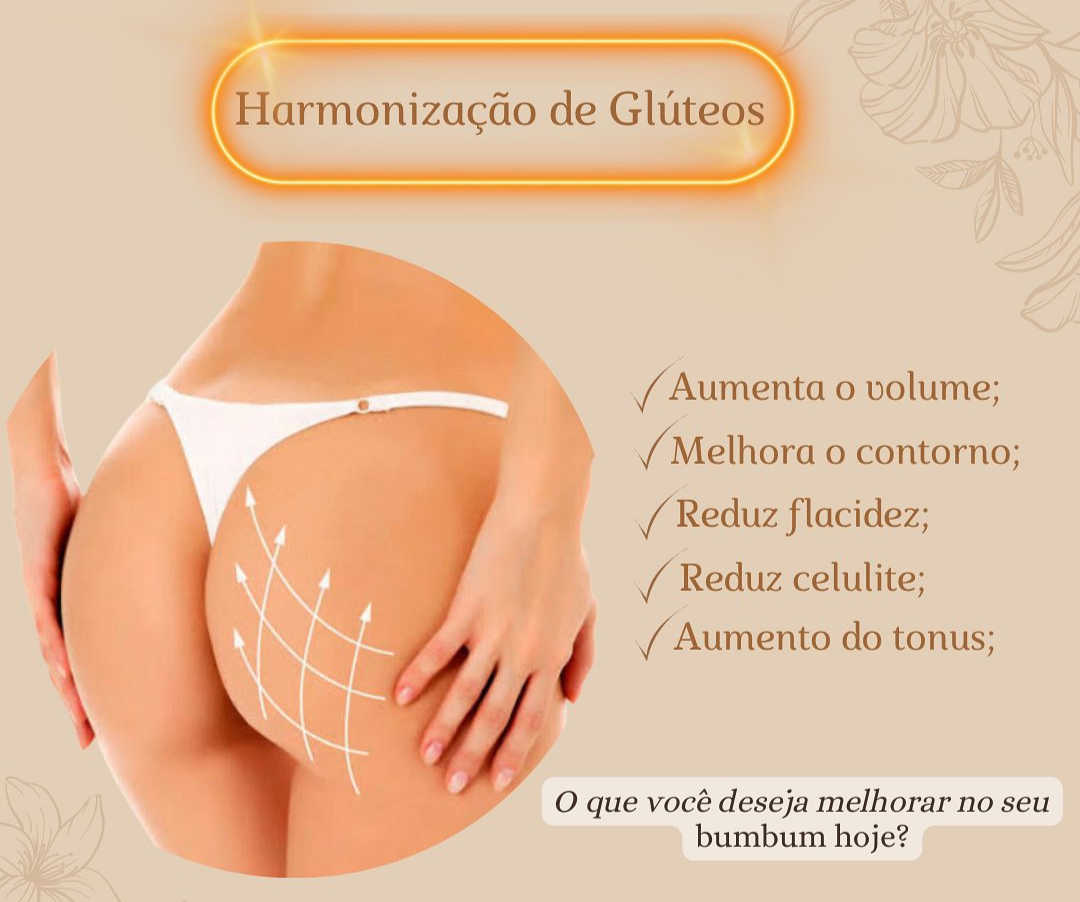 Harmonização de Glúteos
Aumenta o volume;
Melhora o contorno;
Reduz flacidez;
Reduz celulite;
Aumento do tonus;
O que você deseja melhorar no seu
bumbum hoje?